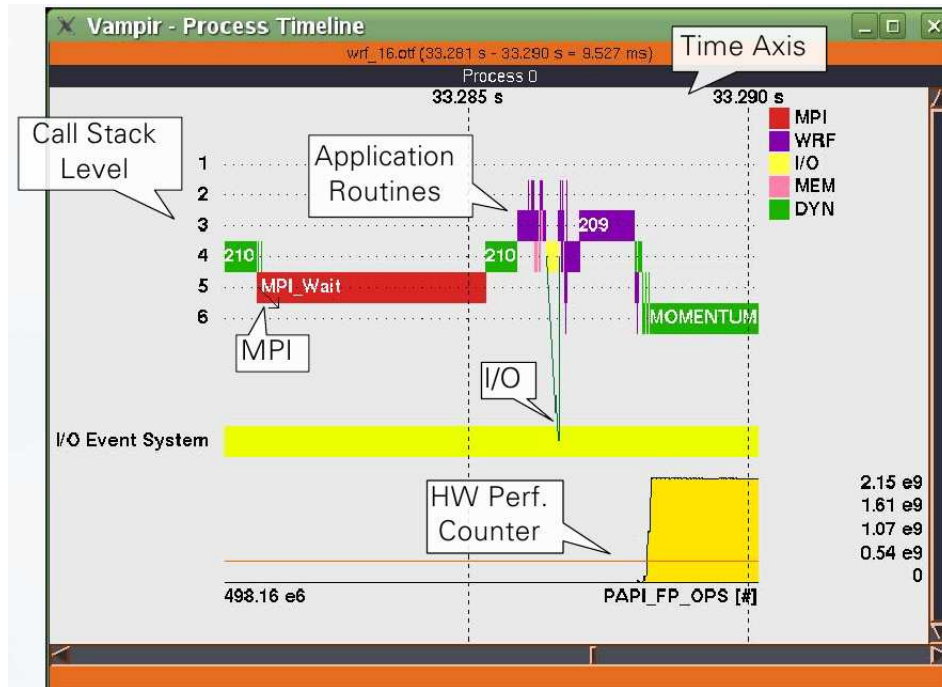 Vampir - Process Timeline
wrf_16.otf (33.281 s - 33.290 s = 9.527 ms)
Process 0
Time Axis
33.285 s
33.290 s
MPI
WRF
I/O
MEM
DYN
Call Stack
Level
Application
Routines
1
2
3
4
5
6
209
210
210
MPI_Wait
MOMENTUM
MPI
I/O
I/O Event System
HW Perf.
Counter
2.15 e9
1.61 e9
1.07 e9
0.54 e9
0
498.16 e6
PAPI_FP_OPS [#]